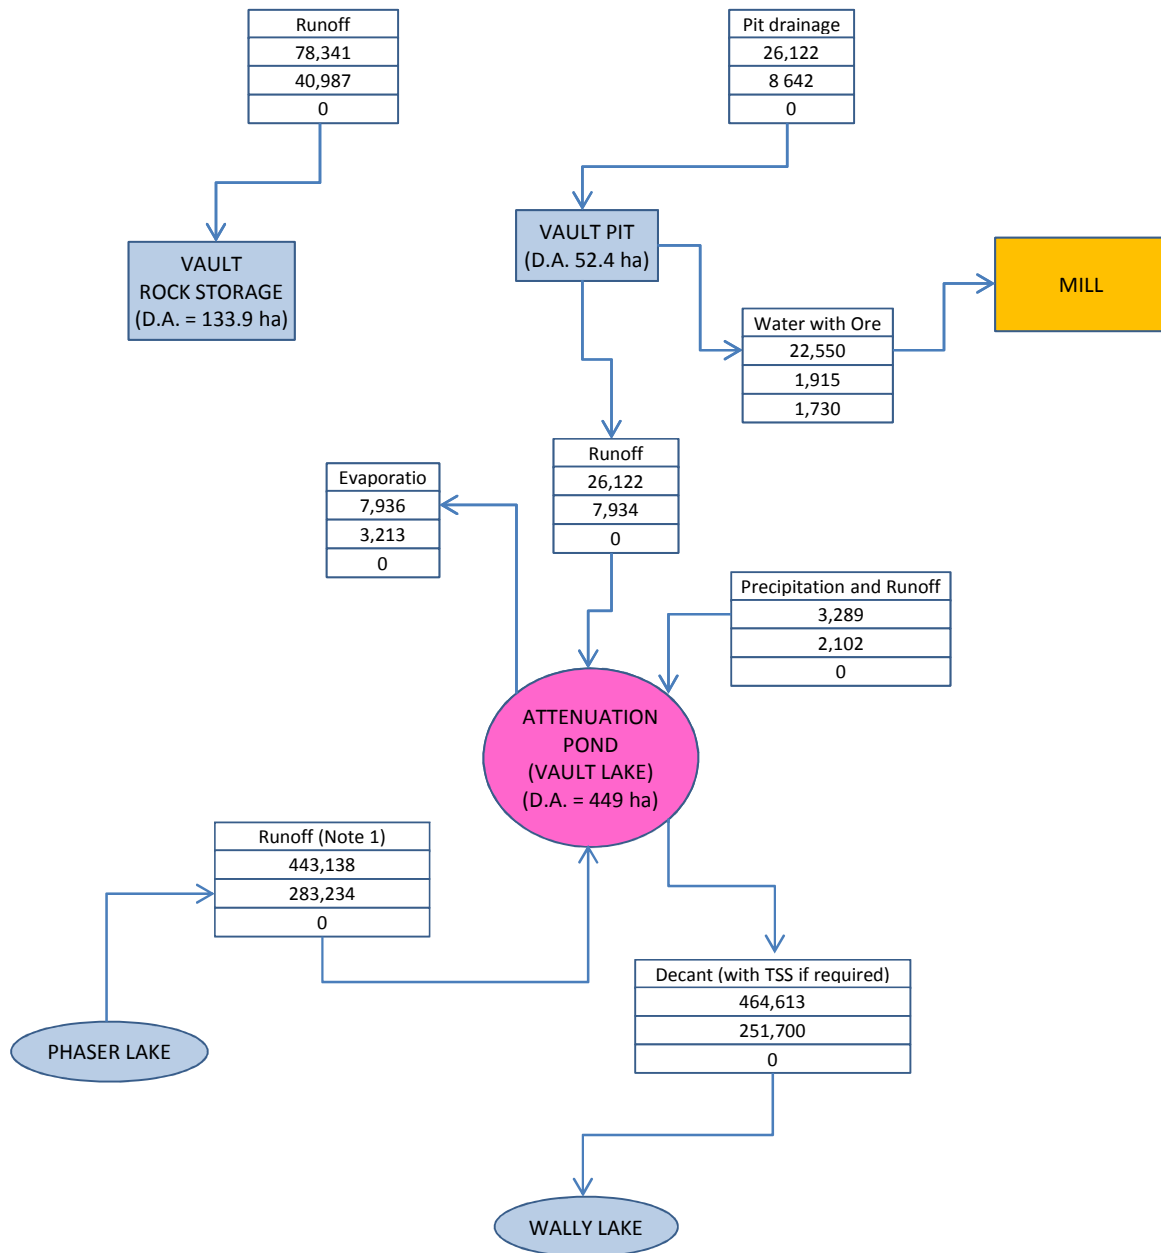 Runoff
78,341
40,987
0
Pit drainage
26,122
8 642
0
VAULT
ROCK STORAGE
(D.A. = 133.9 ha)
VAULT PIT
(D.A. 52.4 ha)
MILL
Water with Ore
22,550
1,915
1,730
Runoff
26,122
7,934
0
Evaporatio
7,936
3,213
0
Precipitation and Runoff
3,289
2,102
0
ATTENUATION
POND
(VAULT LAKE)
(D.A. = 449 ha)
Runoff (Note 1)
443,138
283,234
0
Decant (with TSS if required)
464,613
251,700
0
PHASER LAKE
WALLY LAKE